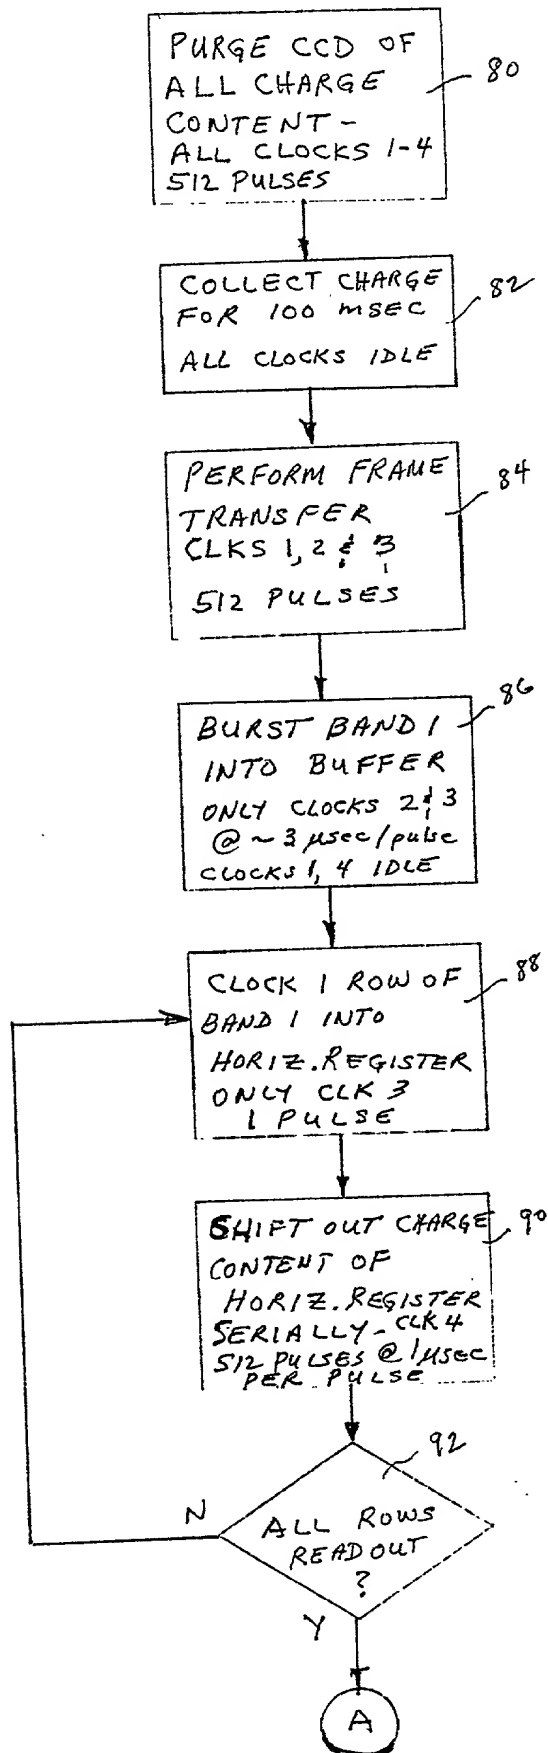 PURGE CCD OF
ALL CHARGE
CONTENT -
ALL CLOCKS 1-4
512 PULSES
80
COLLECT CHARGE
FOR 100 mSEC
ALL CLOCKS IDLE
82
PERFORM FRAME
TRANSFER
CLKS 1, 2 & 3
512 PULSES
84
BURST BAND 1
INTO BUFFER
ONLY CLOCKS 2 & 3
@ ~ 3 µsec/pulse
CLOCKS 1, 4 IDLE
86
CLOCK 1 ROW OF
BAND 1 INTO
HORIZ. REGISTER
ONLY CLK 3
1 PULSE
88
SHIFT OUT CHARGE
CONTENT OF
HORIZ. REGISTER
SERIALLY - CLK 4
512 PULSES @ 1 µsec
PER PULSE
90
92
N
ALL ROWS
READ OUT
?
Y
A